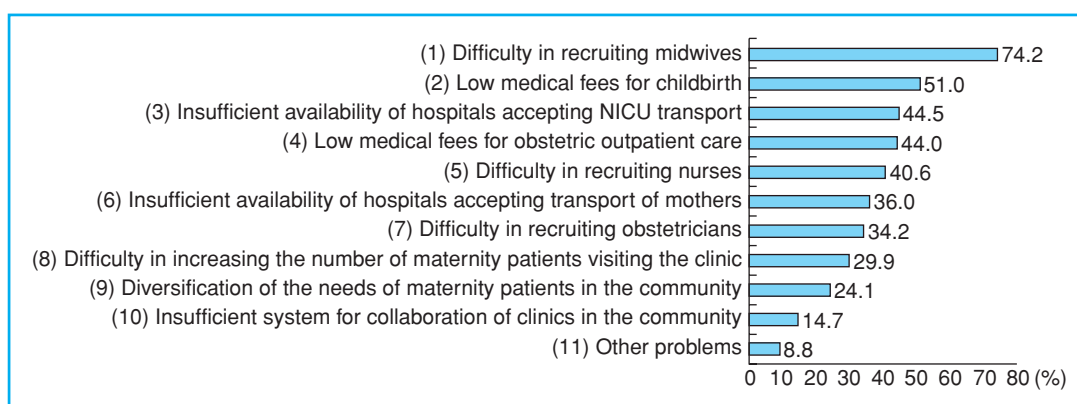 (1) Difficulty in recruiting midwives 74.2
(2) Low medical fees for childbirth 51.0
(3) Insufficient availability of hospitals accepting NICU transport 44.5
(4) Low medical fees for obstetric outpatient care 44.0
(5) Difficulty in recruiting nurses 40.6
(6) Insufficient availability of hospitals accepting transport of mothers 36.0
(7) Difficulty in recruiting obstetricians 34.2
(8) Difficulty in increasing the number of maternity patients visiting the clinic 29.9
(9) Diversification of the needs of maternity patients in the community 24.1
(10) Insufficient system for collaboration of clinics in the community 14.7
(11) Other problems 8.8
0 10 20 30 40 50 60 70 80 (%)